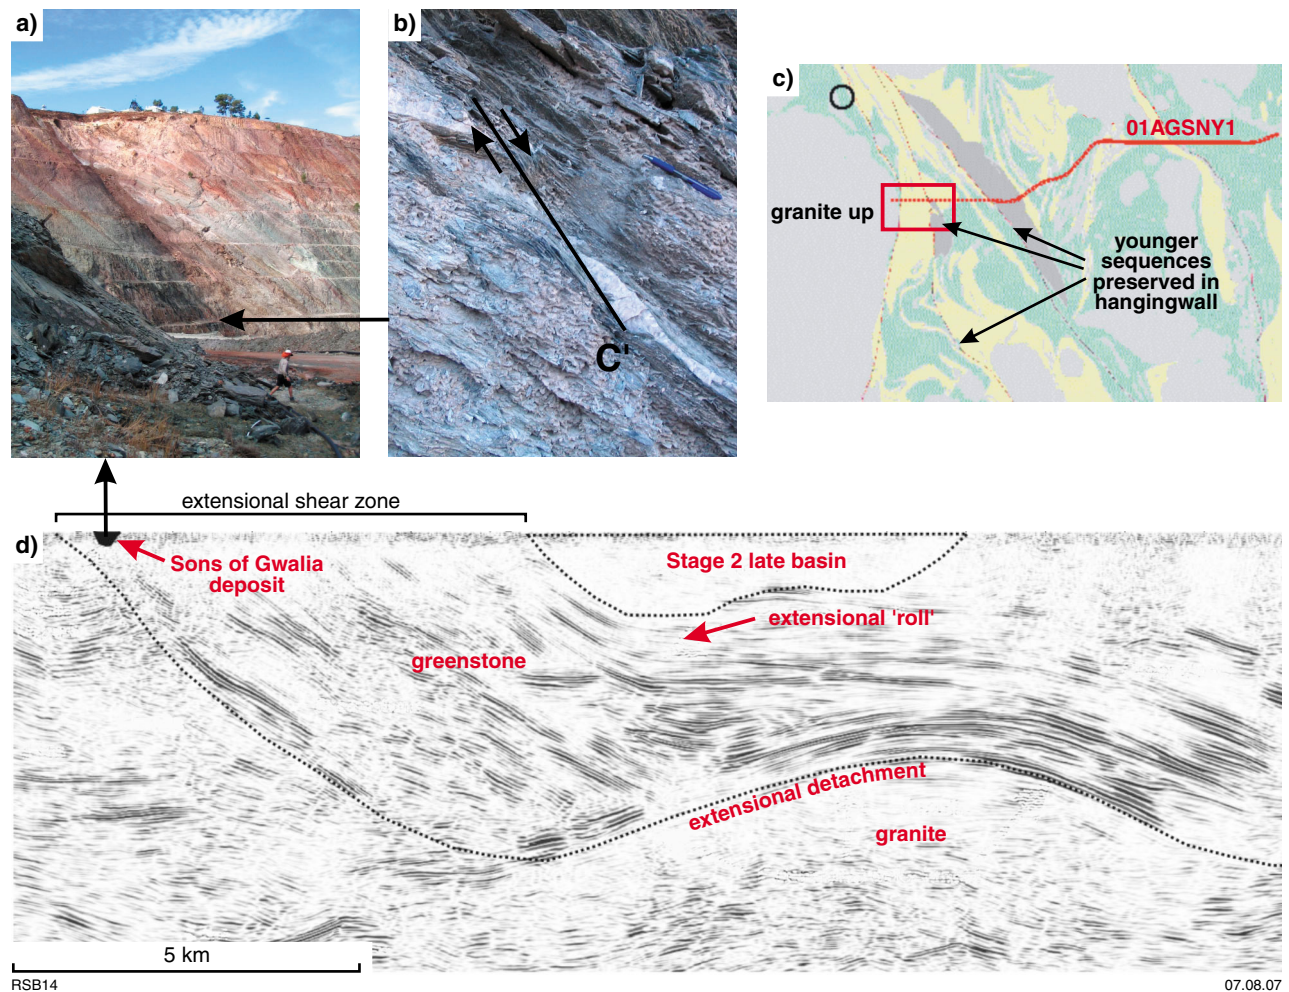 a)
b)
C'
c)
01AGSNY1
granite up
younger
sequences
preserved in
hangingwall
extensional shear zone
d)
Sons of Gwalia
deposit
Stage 2 late basin
extensional 'roll'
greenstone
extensional detachment
granite
5 km
RSB14
07.08.07